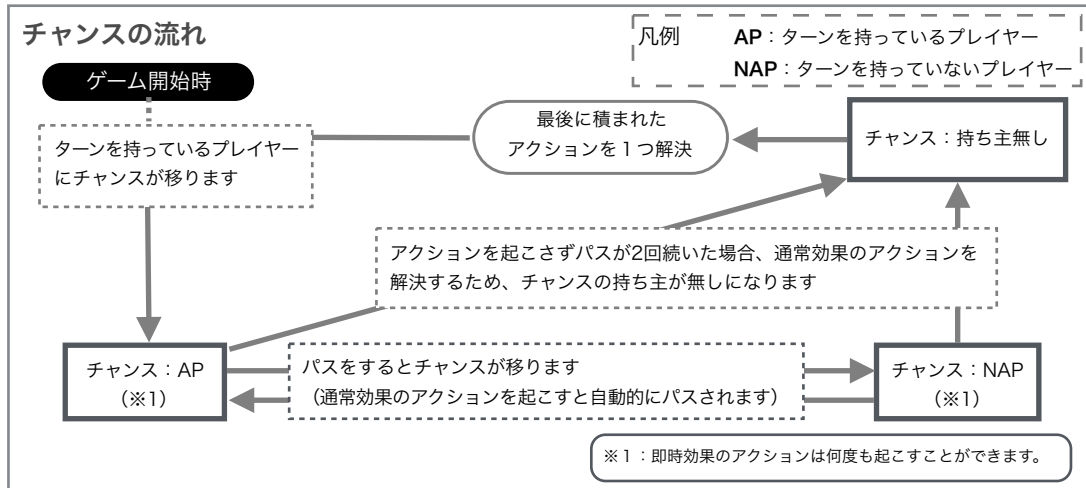 チャンスの流れ
凡例
AP：ターンを持っているプレイヤー
NAP：ターンを持っていないプレイヤー
ゲーム開始時
最後に積まれた
アクションを１つ解決
チャンス：持ち主無し
ターンを持っているプレイヤー
にチャンスが移ります
アクションを起こさずパスが2回続いた場合、通常効果のアクションを
解決するため、チャンスの持ち主が無しになります
チャンス：AP
（※1）
パスをするとチャンスが移ります
（通常効果のアクションを起こすと自動的にパスされます）
チャンス：NAP
（※1）
※１：即時効果のアクションは何度も起こすことができます。